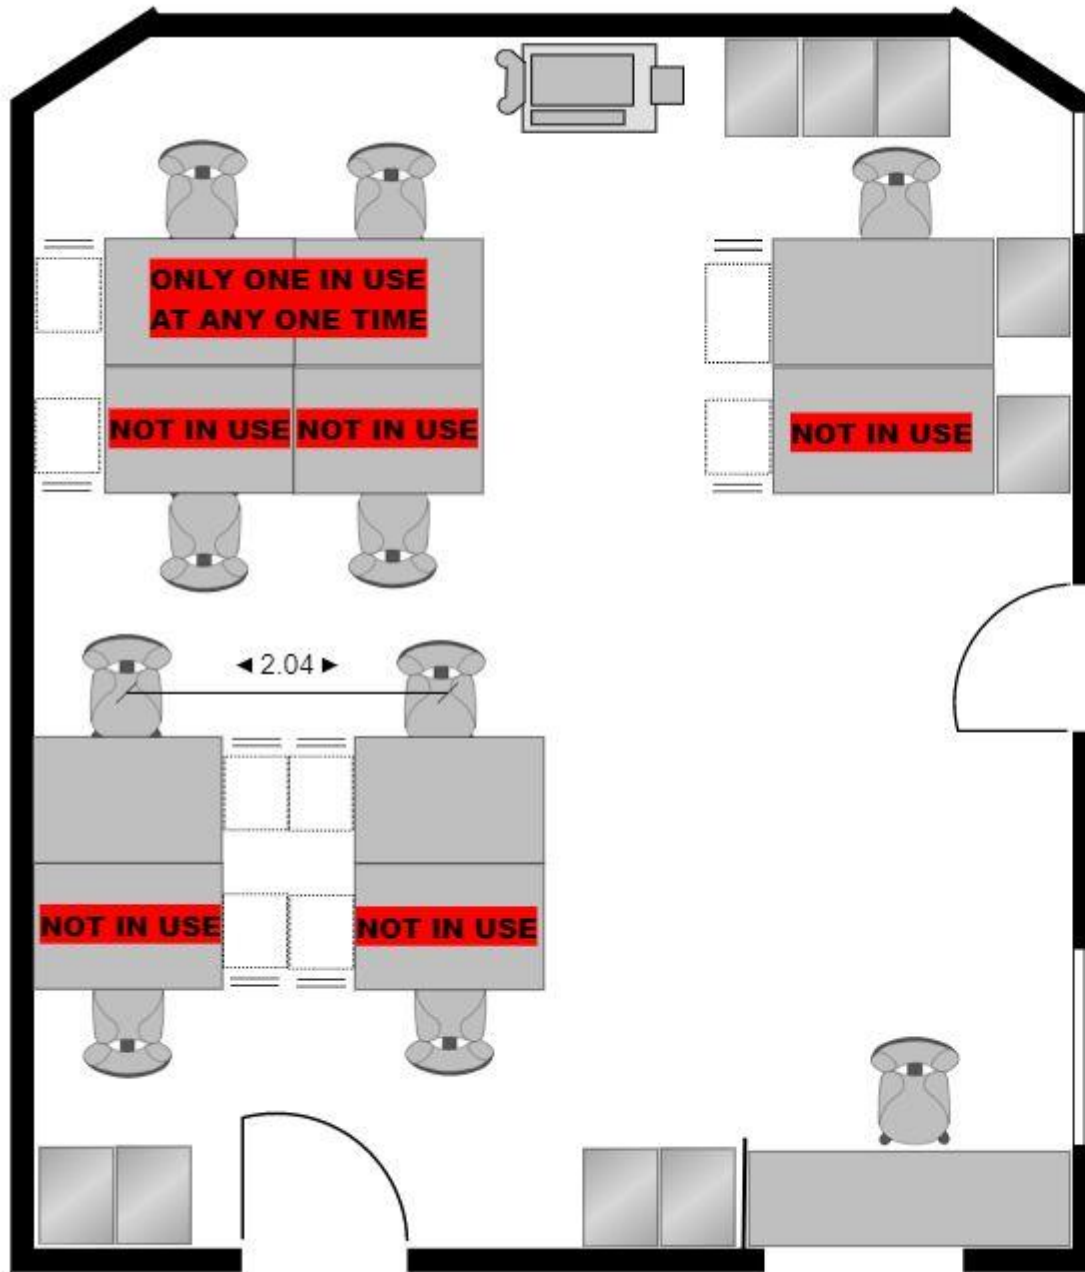 ONLY ONE IN USE
AT ANY ONE TIME
NOT IN USE NOT IN USE
NOT IN USE
2.04
NOT IN USE
NOT IN USE